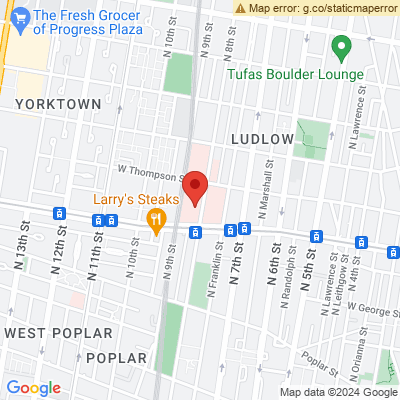 Map error: g.co/staticmaperror
The Fresh Grocer
of Progress Plaza
N 10th St
N 9th St
N 8th St
Tufas Boulder Lounge
YORKTOWN
N Lawrence St
LUDLOW
W Thompson S
N Marshall St
Larry's Steaks
N 13th St
N 12th St
N 11th St
N 10th St
N 9th St
N Franklin St
N 7th St
N 6th St
N Randolph St
N 5th St
N Leithgow St
N Lawrence St
N 4th St
W George St
WEST POPLAR
POPLAR
Poplar St
N Orianna St
Google
Map data ©2024 Google